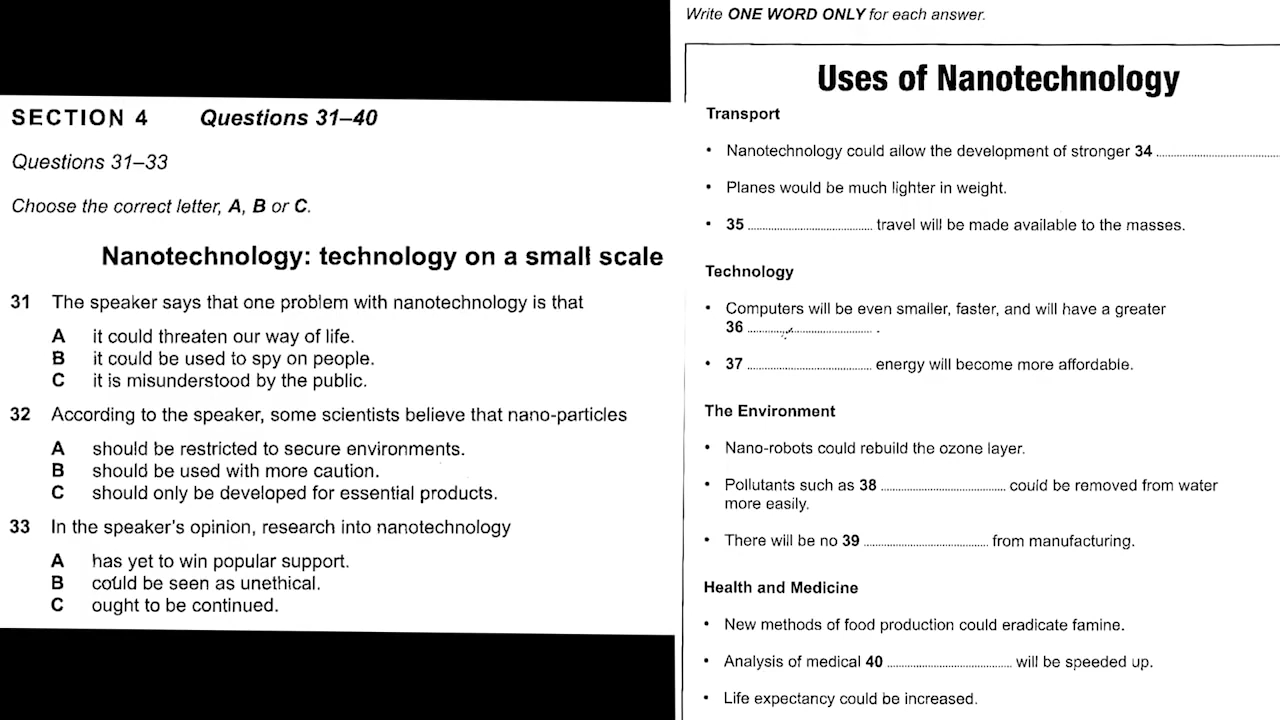 SECTION 4 Questions 31–40
Questions 31–33
Choose the correct letter, A, B or C.
Nanotechnology: technology on a small scale
31 The speaker says that one problem with nanotechnology is that
A it could threaten our way of life.
B it could be used to spy on people.
C it is misunderstood by the public.
32 According to the speaker, some scientists believe that nano-particles
A should be restricted to secure environments.
B should be used with more caution.
C should only be developed for essential products.
33 In the speaker's opinion, research into nanotechnology
A has yet to win popular support.
B could be seen as unethical.
C ought to be continued.
Write ONE WORD ONLY for each answer.
Uses of Nanotechnology
Transport
• Nanotechnology could allow the development of stronger 34 ....................
• Planes would be much lighter in weight.
• 35 .................... travel will be made available to the masses.
Technology
• Computers will be even smaller, faster, and will have a greater
36 .................... .
• 37 .................... energy will become more affordable.
The Environment
• Nano-robots could rebuild the ozone layer.
• Pollutants such as 38 .................... could be removed from water
more easily.
• There will be no 39 .................... from manufacturing.
Health and Medicine
• New methods of food production could eradicate famine.
• Analysis of medical 40 .................... will be speeded up.
• Life expectancy could be increased.